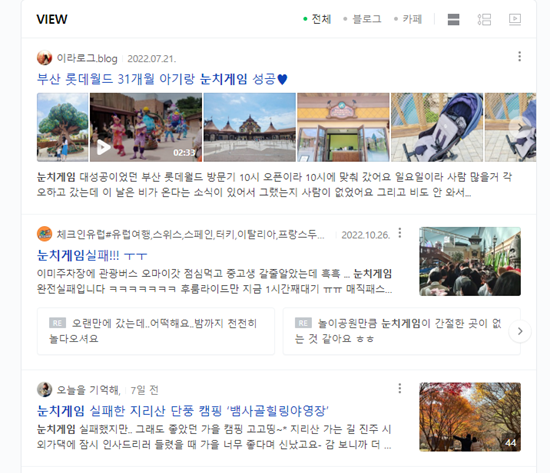 VIEW
전체 블로그 카페
이라로그.blog 2022.07.21.
부산 롯데월드 31개월 아기랑 눈치게임 성공♥
02:33
눈치게임 대성공이었던 부산 롯데월드 방문기 10시 오픈이라 10시에 맞춰 갔어요 일요일이라 사람 많을거 각
오하고 갔는데 이 날은 비가 온다는 소식이 있어서 그랬는지 사람이 없었어요 그리고 비도 안 와서...
체크인유럽#유럽여행,스위스,스페인,터키,이탈리아,프랑스두... 2022.10.26.
눈치게임실패!!! ㅜㅜ
이미주차장에 관광버스 오마이갓 점심먹고 중고생 갈줄알았는데 흑흑 ... 눈치게임
완전실패입니다 ㅋㅋㅋㅋㅋㅋㅋ 후룸라이드만 지금 1시간째대기 ㅠㅠ 매직패스...
RE 오랜만에 갔는데..어떡해요..밤까지 천천히
놀다오셔요
RE 놀이공원만큼 눈치게임이 간절한 곳이 없
는 것 같아요 ㅎㅎ
오늘을 기억해, 7일 전
눈치게임 실패한 지리산 단풍 캠핑 '뱀사골힐링야영장'
눈치게임 실패했지만.. 그래도 좋았던 가을 캠핑 고고띵~* 지리산 가는 길 진주 시
외가댁에 잠시 인사드리러 들렸을 때 가을 너무 좋다며 신났고요- 감 보니까 더 ...
44